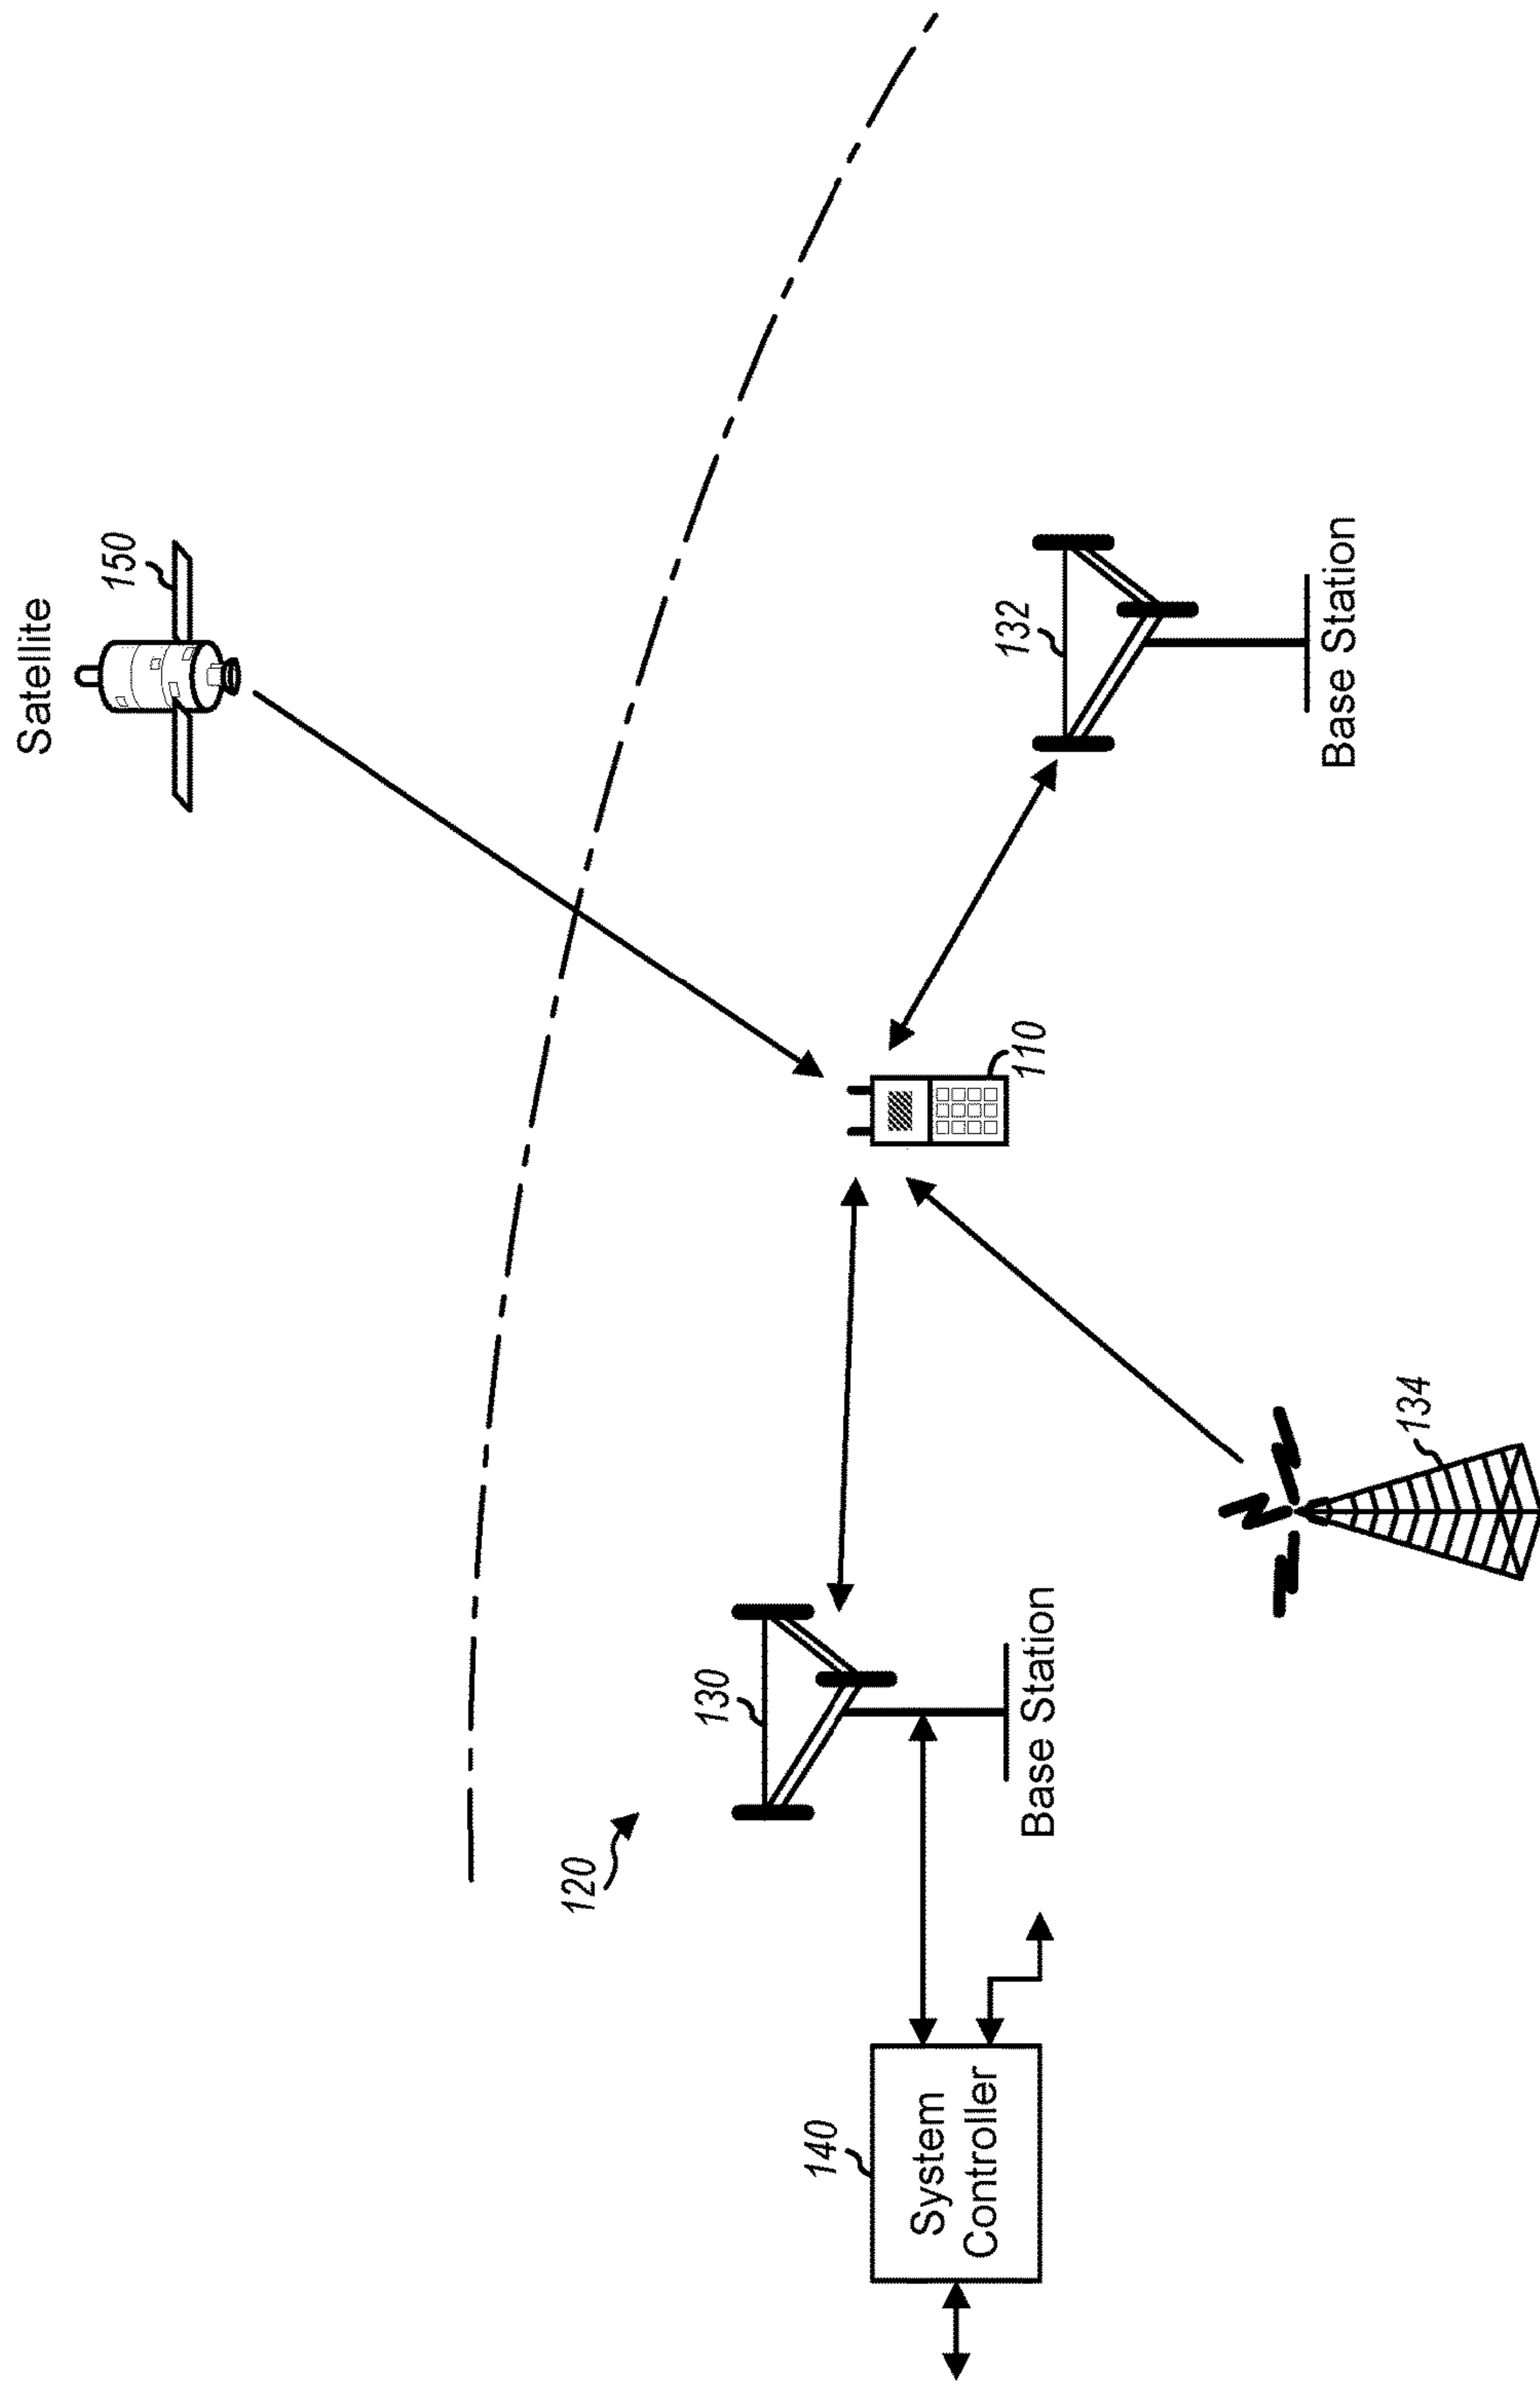 Satellite
150
120
130
132
110
140
System
Controller
Base Station
134
Base Station